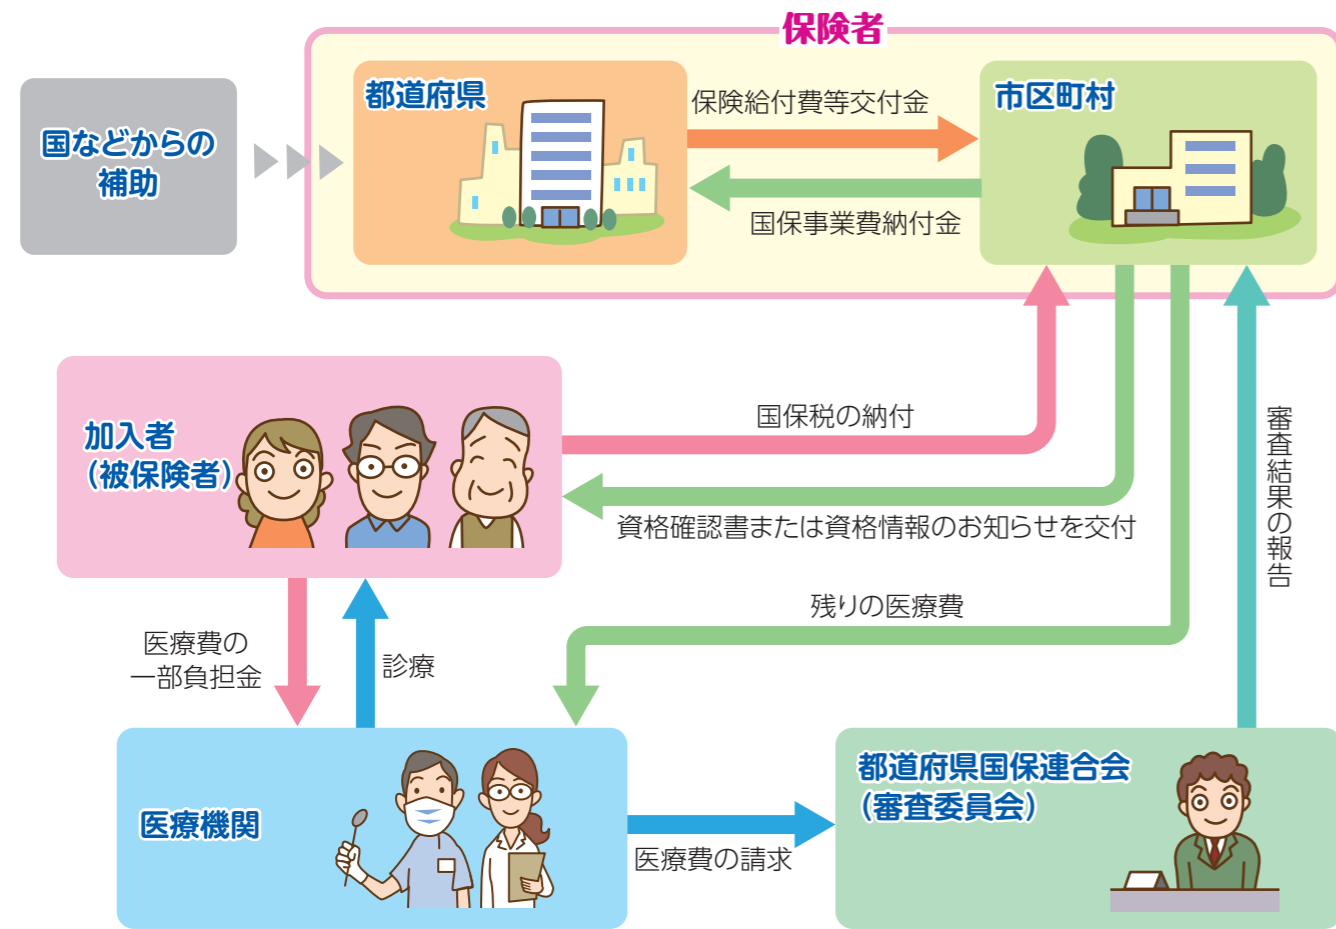 保険者
国などからの
補助
都道府県
保険給付費等交付金
国保事業費納付金
市区町村
加入者
(被保険者)
国保税の納付
資格確認書または資格情報のお知らせを交付
残りの医療費
審査結果の報告
医療費の
一部負担金
診療
医療機関
医療費の請求
都道府県国保連合会
(審査委員会)